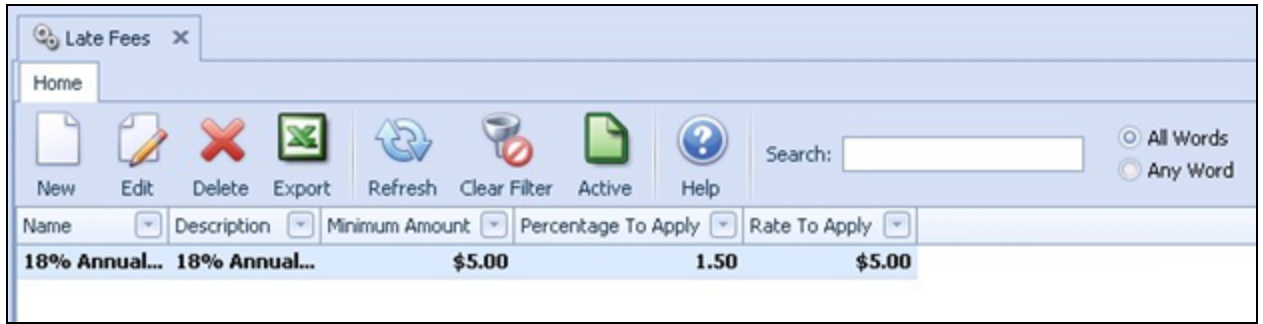 Late Fees
Home
New Edit Delete Export Refresh Clear Filter Active Help Search: All Words
Any Word
Name Description Minimum Amount Percentage To Apply Rate To Apply
18% Annual... 18% Annual... $5.00 1.50 $5.00